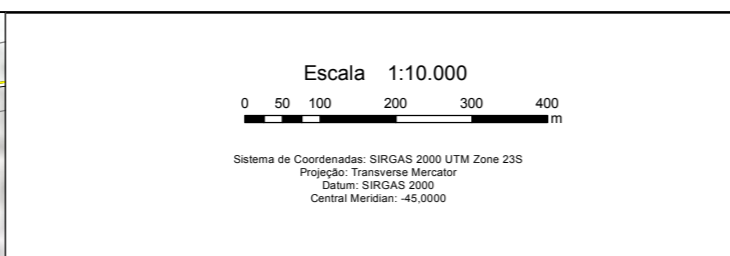 Escala 1:10.000
0 50 100 200 300 400
m
Sistema de Coordenadas: SIRGAS 2000 UTM Zone 23S
Projeção: Transverse Mercator
Datum: SIRGAS 2000
Central Meridian: -45,0000